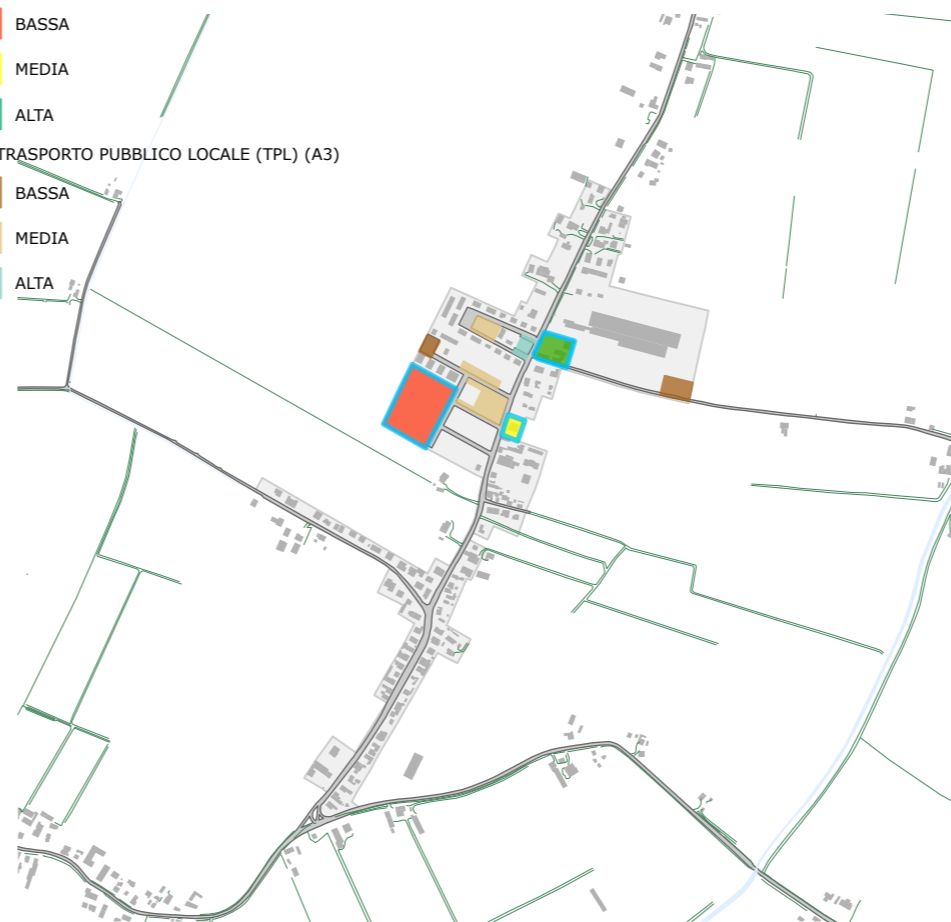 BASSA
MEDIA
ALTA
TRASPORTO PUBBLICO LOCALE (TPL) (A3)
BASSA
MEDIA
ALTA